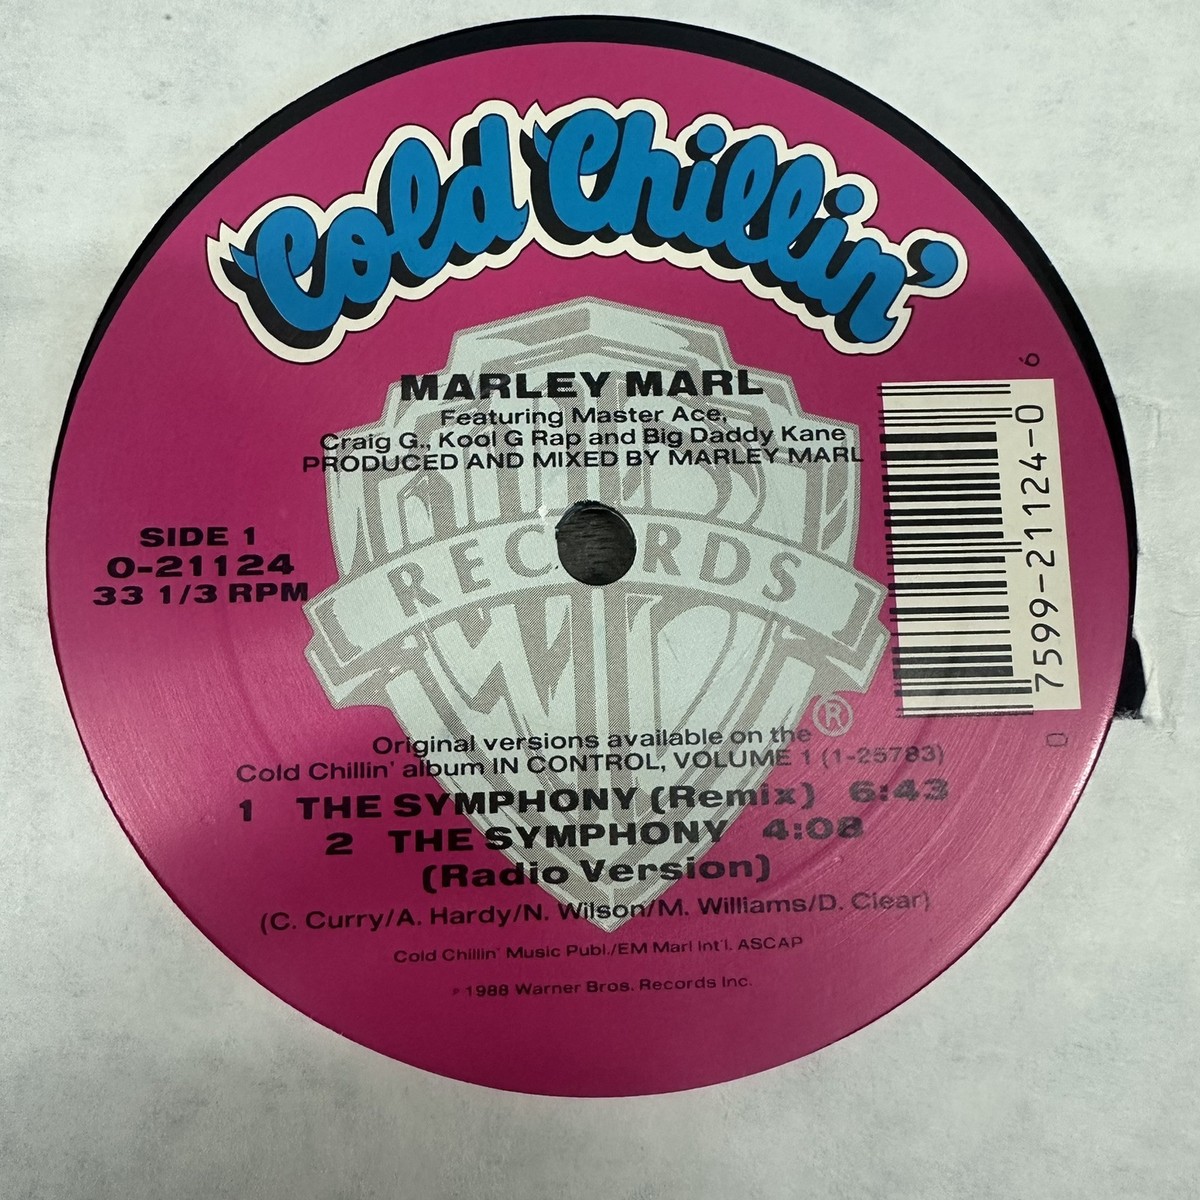 Cold Chillin'
MARLEY MARL
Featuring Master Ace,
Craig G., Kool G Rap and Big Daddy Kane
PRODUCED AND MIXED BY MARLEY MARL
RECORDS
SIDE 1
0-21124
33 1/3 RPM
6
7599-21124-0
0
®
Original versions available on the
Cold Chillin' album IN CONTROL, VOLUME 1 (1-25783)
1 THE SYMPHONY (Remix) 6:43
2 THE SYMPHONY 4:08
(Radio Version)
(C. Curry/A. Hardy/N. Wilson/M. Williams/D. Clear)
Cold Chillin' Music Publ./EM Marl Int'l. ASCAP
℗ 1988 Warner Bros. Records Inc.